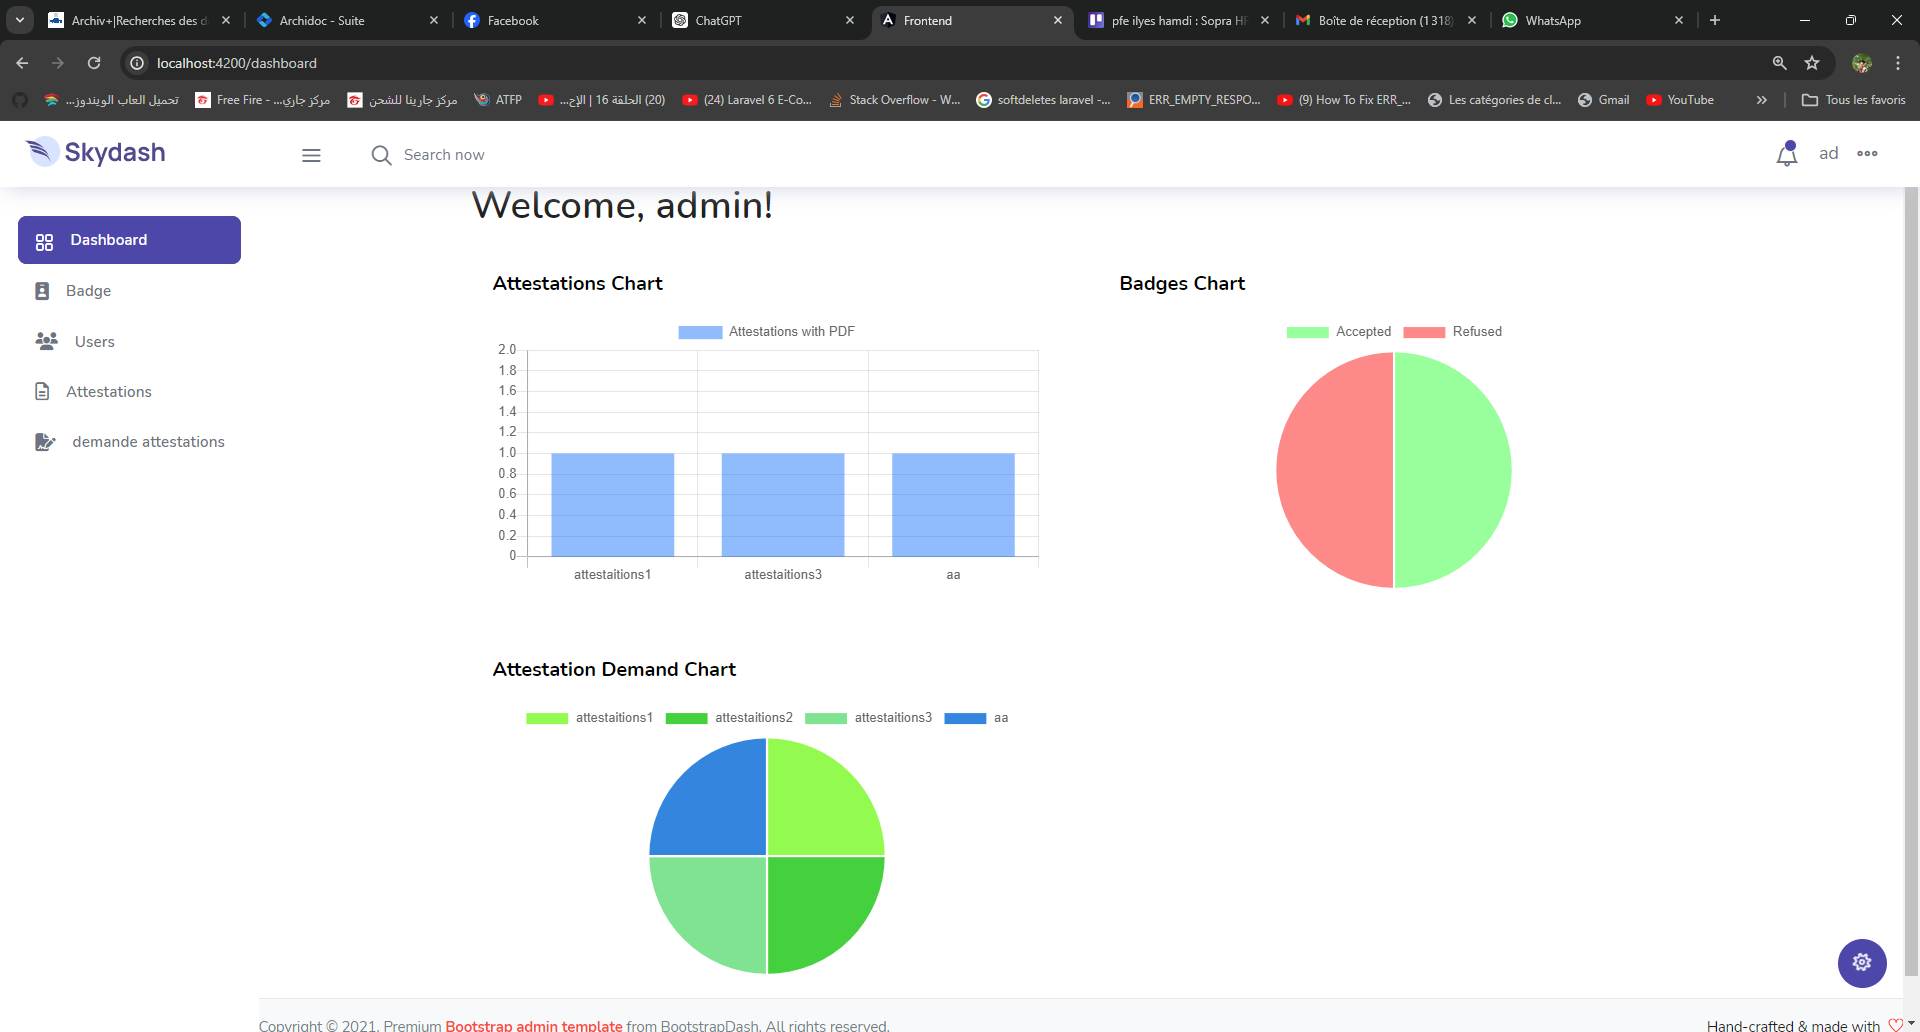 Archiv+|Recherches des d
Archidoc - Suite
Facebook
ChatGPT
Frontend
pfe ilyes hamdi : Sopra HR
Boîte de réception (1 318)
WhatsApp
localhost:4200/dashboard
تحميل العاب الويندوز...
Free Fire - مركز جاري...
مركز جارينا للشحن
ATFP
(20) الحلقة 16 | الإح...
(24) Laravel 6 E-Co...
Stack Overflow - W...
softdeletes laravel -...
ERR_EMPTY_RESPO...
(9) How To Fix ERR_...
Les catégories de cl...
Gmail
YouTube
Tous les favoris
Skydash
Search now
ad
Welcome, admin!
Dashboard
Badge
Users
Attestations
demande attestations
Attestations Chart
Attestations with PDF
2.0
1.8
1.6
1.4
1.2
1.0
0.8
0.6
0.4
0.2
0
attestaitions1
attestaitions3
aa
Badges Chart
Accepted
Refused
Attestation Demand Chart
attestaitions1
attestaitions2
attestaitions3
aa
Copyright © 2021. Premium Bootstrap admin template from BootstrapDash. All rights reserved.
Hand-crafted & made with